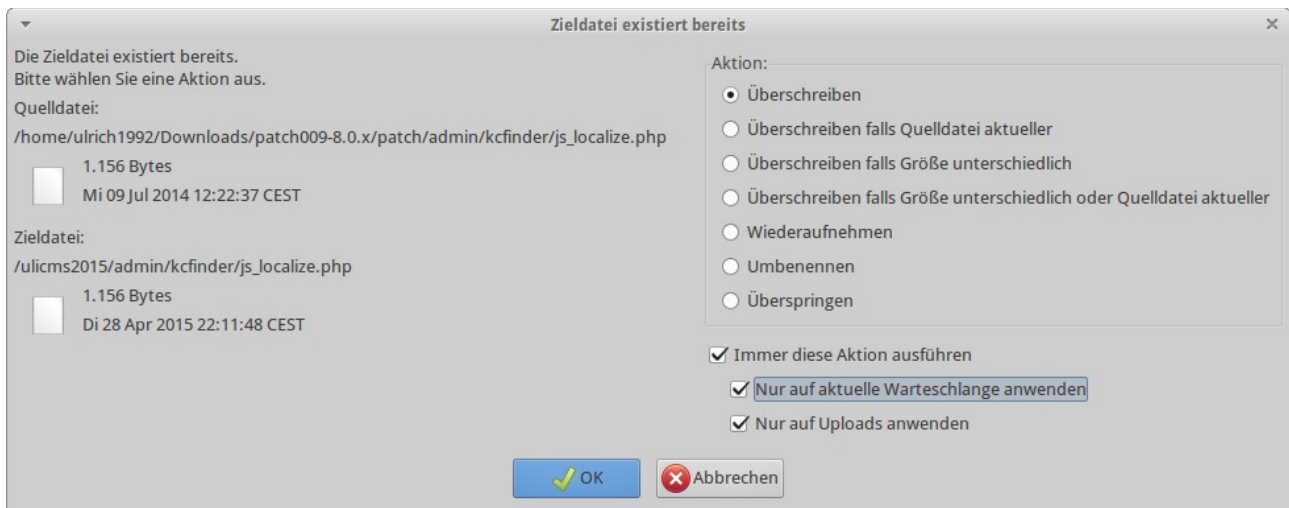 Zieldatei existiert bereits
Die Zieldatei existiert bereits.
Bitte wählen Sie eine Aktion aus.
Quelldatei:
/home/ulrich1992/Downloads/patch009-8.0.x/patch/admin/kcfinder/js_localize.php
1.156 Bytes
Mi 09 Jul 2014 12:22:37 CEST
Zieldatei:
/ulicms2015/admin/kcfinder/js_localize.php
1.156 Bytes
Di 28 Apr 2015 22:11:48 CEST
Aktion:
Überschreiben
Überschreiben falls Quelldatei aktueller
Überschreiben falls Größe unterschiedlich
Überschreiben falls Größe unterschiedlich oder Quelldatei aktueller
Wiederaufnehmen
Umbenennen
Überspringen
Immer diese Aktion ausführen
Nur auf aktuelle Warteschlange anwenden
Nur auf Uploads anwenden
OK
Abbrechen